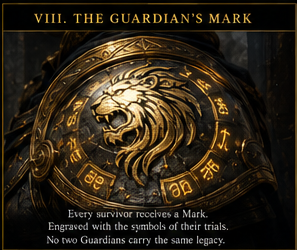 VIII. THE GUARDIAN'S MARK
Every survivor receives a Mark.
Engraved with the symbols of their trials.
No two Guardians carry the same legacy.